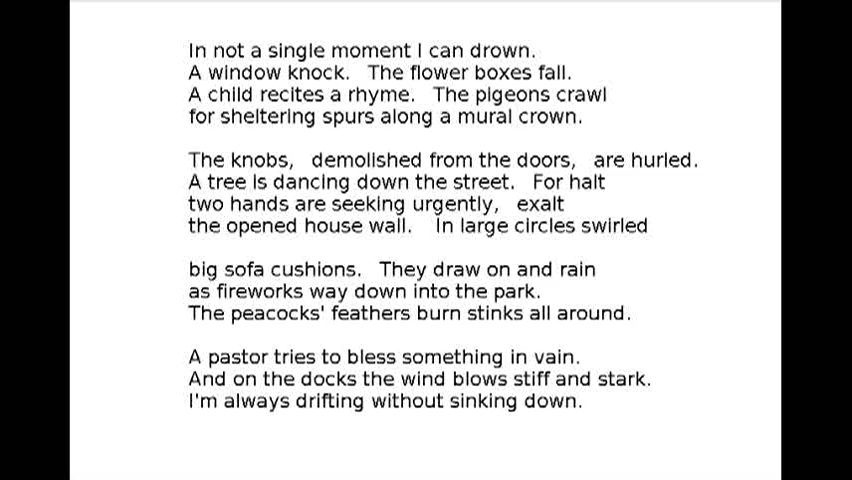 In not a single moment I can drown.
A window knock.   The flower boxes fall.
A child recites a rhyme.   The pigeons crawl
for sheltering spurs along a mural crown.

The knobs,   demolished from the doors,   are hurled.
A tree is dancing down the street.   For halt
two hands are seeking urgently,   exalt
the opened house wall.    In large circles swirled

big sofa cushions.   They draw on and rain
as fireworks way down into the park.
The peacocks' feathers burn stinks all around.

A pastor tries to bless something in vain.
And on the docks the wind blows stiff and stark.
I'm always drifting without sinking down.